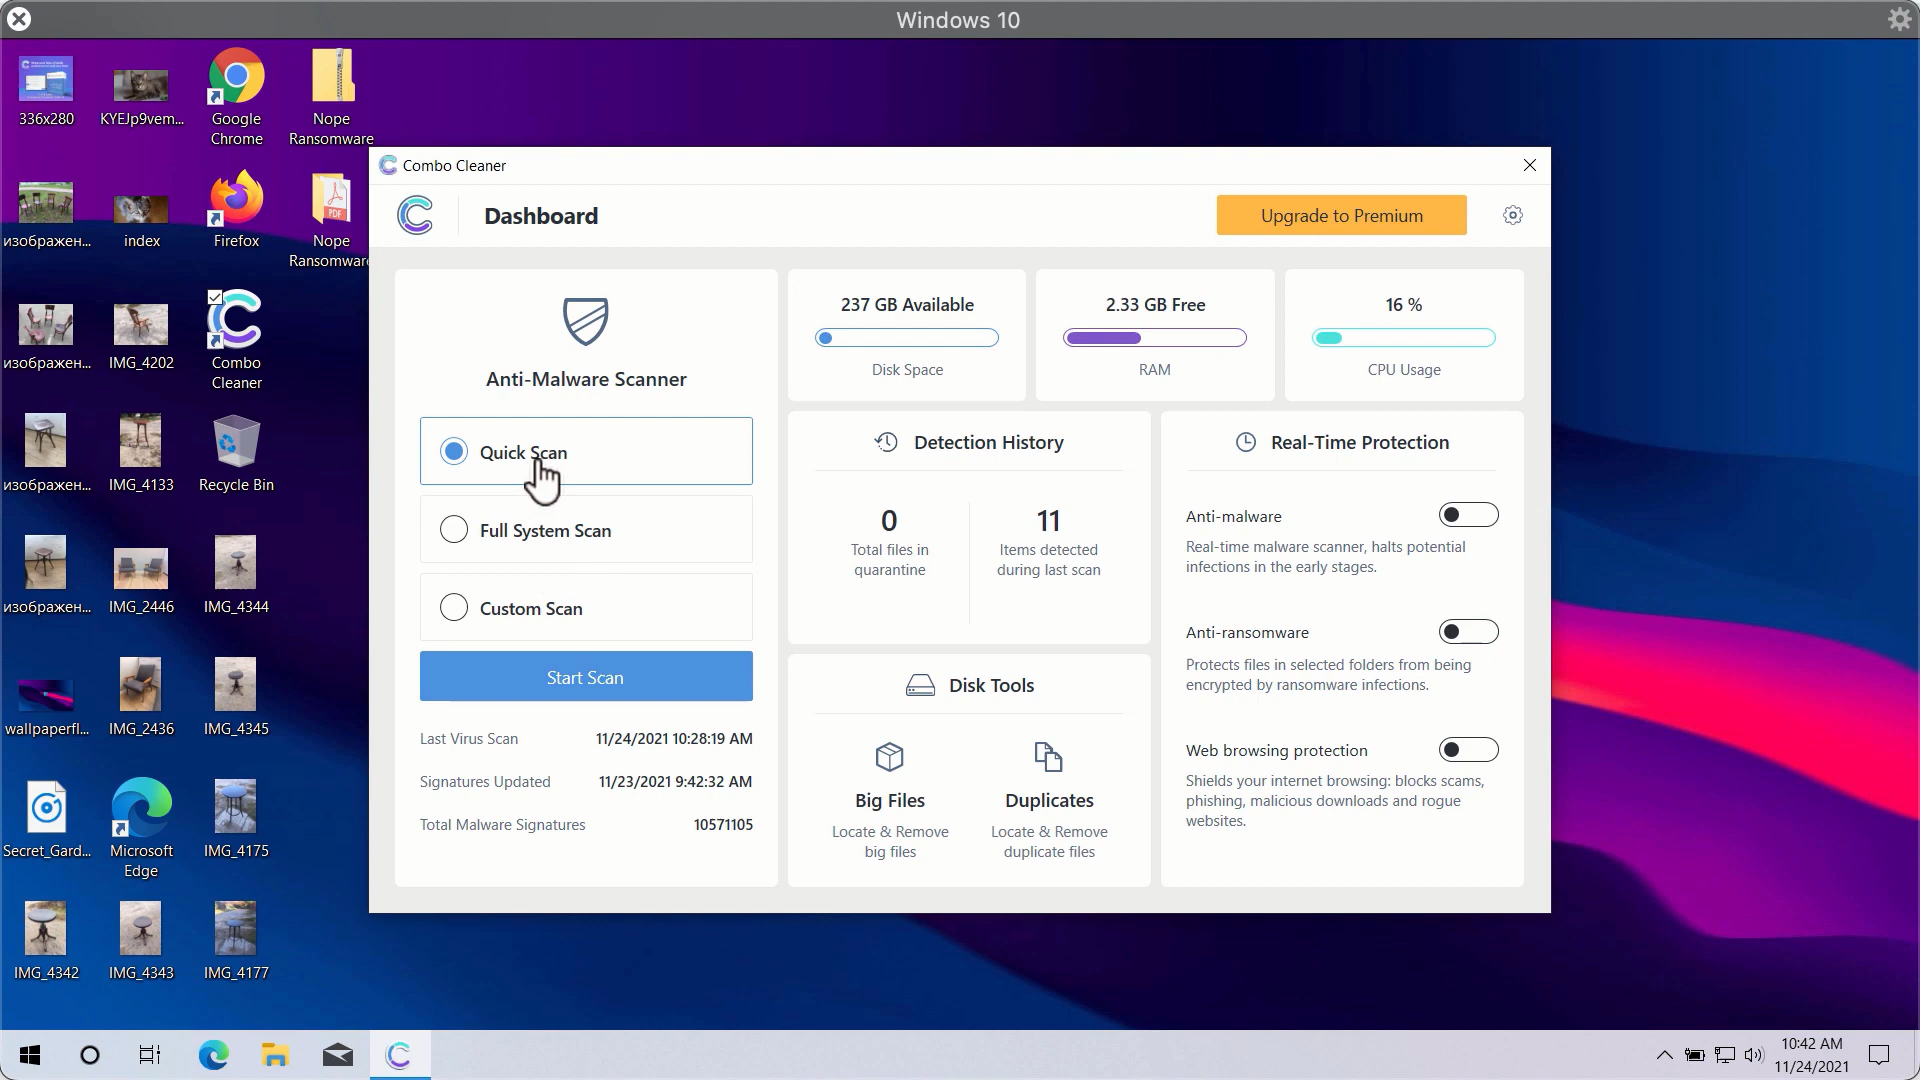 Windows 10
336x280
KYEJp9vem...
Google
Chrome
Nope
Ransomware
изображен...
index
Firefox
Nope
Ransomware
изображен...
IMG_4202
Combo
Cleaner
изображен...
IMG_4133
Recycle Bin
изображен...
IMG_2446
IMG_4344
wallpaperfl...
IMG_2436
IMG_4345
Secret_Gard...
Microsoft
Edge
IMG_4175
IMG_4342
IMG_4343
IMG_4177
Combo Cleaner
Dashboard
Upgrade to Premium
Anti-Malware Scanner
Quick Scan
Full System Scan
Custom Scan
Start Scan
Last Virus Scan 11/24/2021 10:28:19 AM
Signatures Updated 11/23/2021 9:42:32 AM
Total Malware Signatures 10571105
237 GB Available
Disk Space
2.33 GB Free
RAM
16 %
CPU Usage
Detection History
0
Total files in
quarantine
11
Items detected
during last scan
Disk Tools
Big Files
Locate & Remove
big files
Duplicates
Locate & Remove
duplicate files
Real-Time Protection
Anti-malware
Real-time malware scanner, halts potential
infections in the early stages.
Anti-ransomware
Protects files in selected folders from being
encrypted by ransomware infections.
Web browsing protection
Shields your internet browsing: blocks scams,
phishing, malicious downloads and rogue
websites.
10:42 AM
11/24/2021